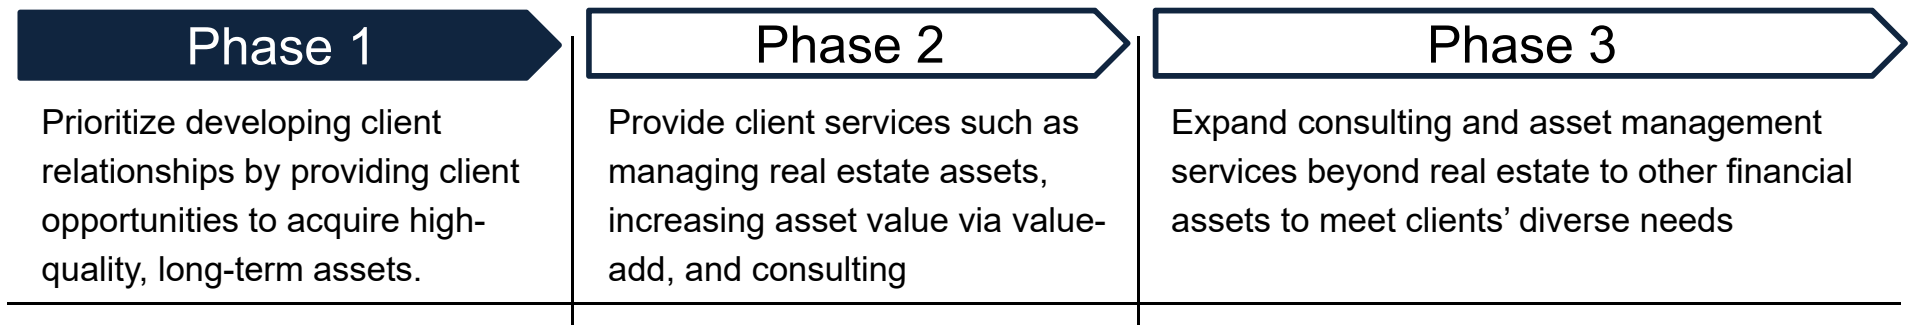 Phase 1
Prioritize developing client
relationships by providing client
opportunities to acquire high-
quality, long-term assets.
Phase 2
Provide client services such as
managing real estate assets,
increasing asset value via value-
add, and consulting
Phase 3
Expand consulting and asset management
services beyond real estate to other financial
assets to meet clients’ diverse needs